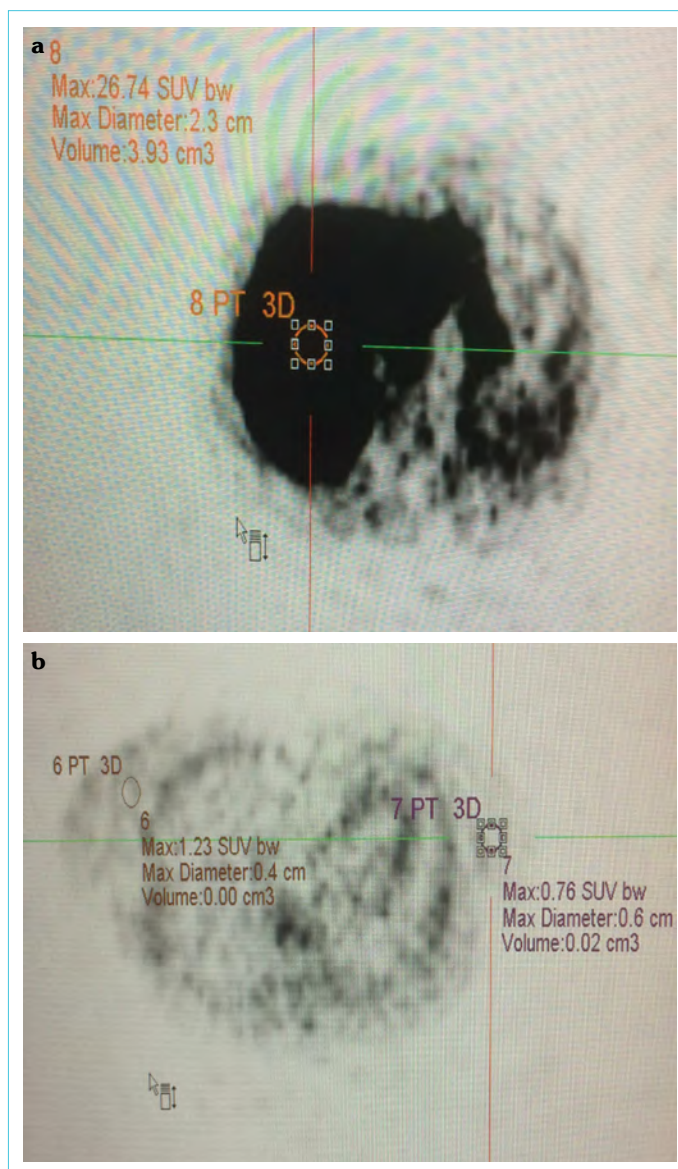 a
8
Max:26.74 SUV bw
Max Diameter:2.3 cm
Volume:3.93 cm3
8 PT 3D
b
6 PT 3D
6
Max:1.23 SUV bw
Max Diameter:0.4 cm
Volume:0.00 cm3
7 PT 3D
7
Max:0.76 SUV bw
Max Diameter:0.6 cm
Volume:0.02 cm3